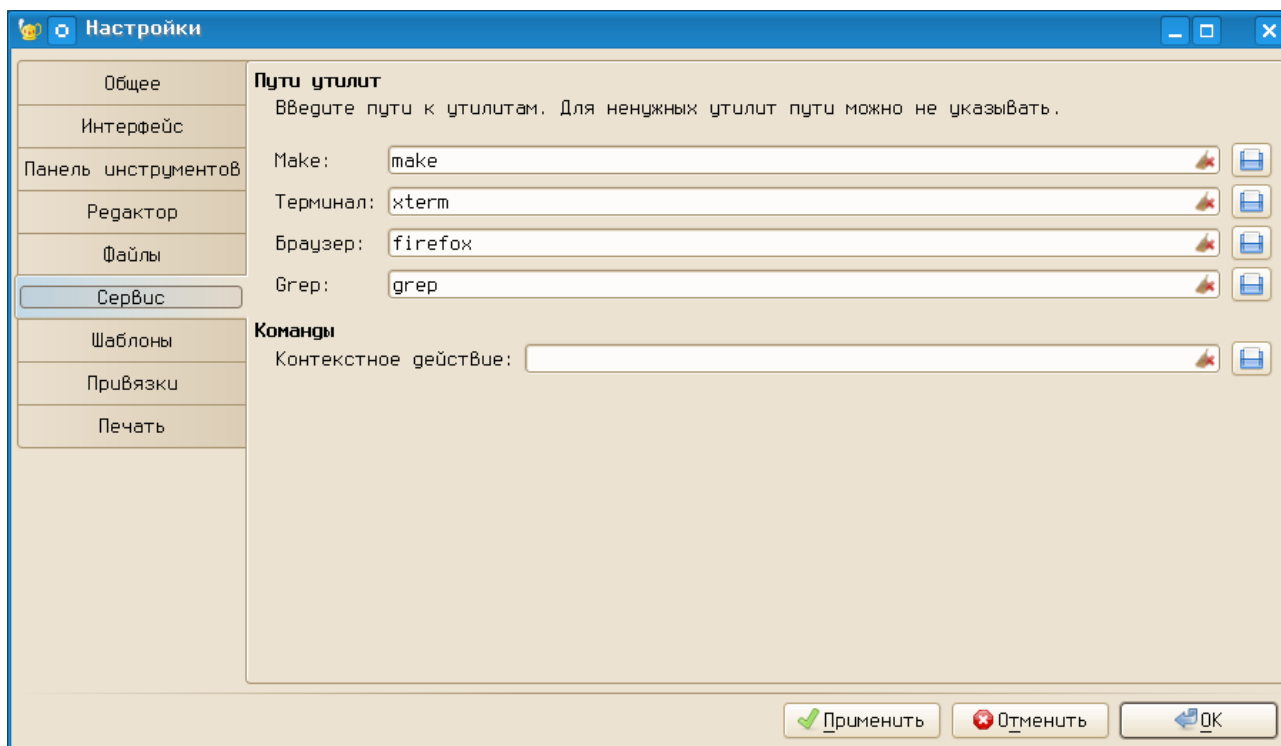 Настройки
Общее
Интерфейс
Панель инструментов
Редактор
Файлы
Сервис
Шаблоны
Привязки
Печать
Пути утилит
Введите пути к утилитам. Для ненужных утилит пути можно не указывать.
Make: make
Терминал: xterm
Браузер: firefox
Grep: grep
Команды
Контекстное действие:
Применить
Отменить
OK